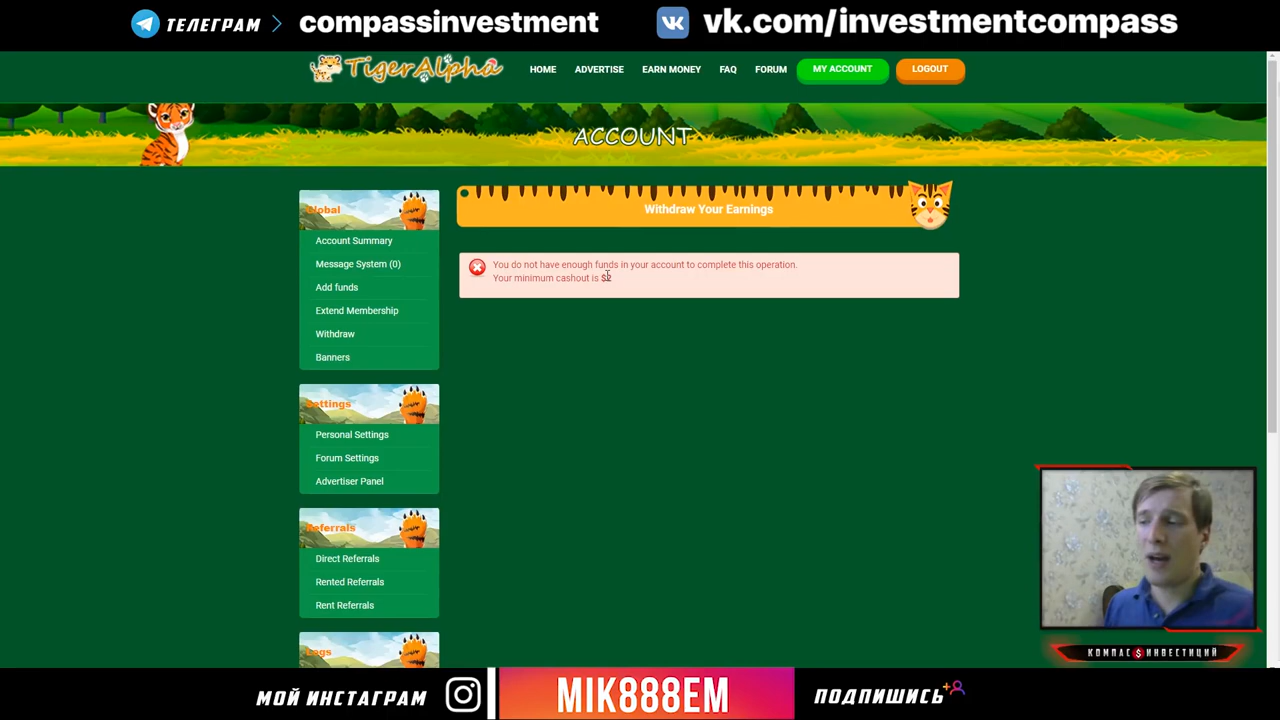 ТЕЛЕГРАМ
compassinvestment
vk.com/investmentcompass
TigerAlpha
HOME
ADVERTISE
EARN MONEY
FAQ
FORUM
MY ACCOUNT
LOGOUT
ACCOUNT
Global
Account Summary
Message System (0)
Add funds
Extend Membership
Withdraw
Banners
Settings
Personal Settings
Forum Settings
Advertiser Panel
Referrals
Direct Referrals
Rented Referrals
Rent Referrals
Logs
Withdraw Your Earnings
You do not have enough funds in your account to complete this operation.
Your minimum cashout is $2
КОМПАС $ ИНВЕСТИЦИЙ
МОЙ ИНСТАГРАМ
MIK888EM
ПОДПИШИСЬ